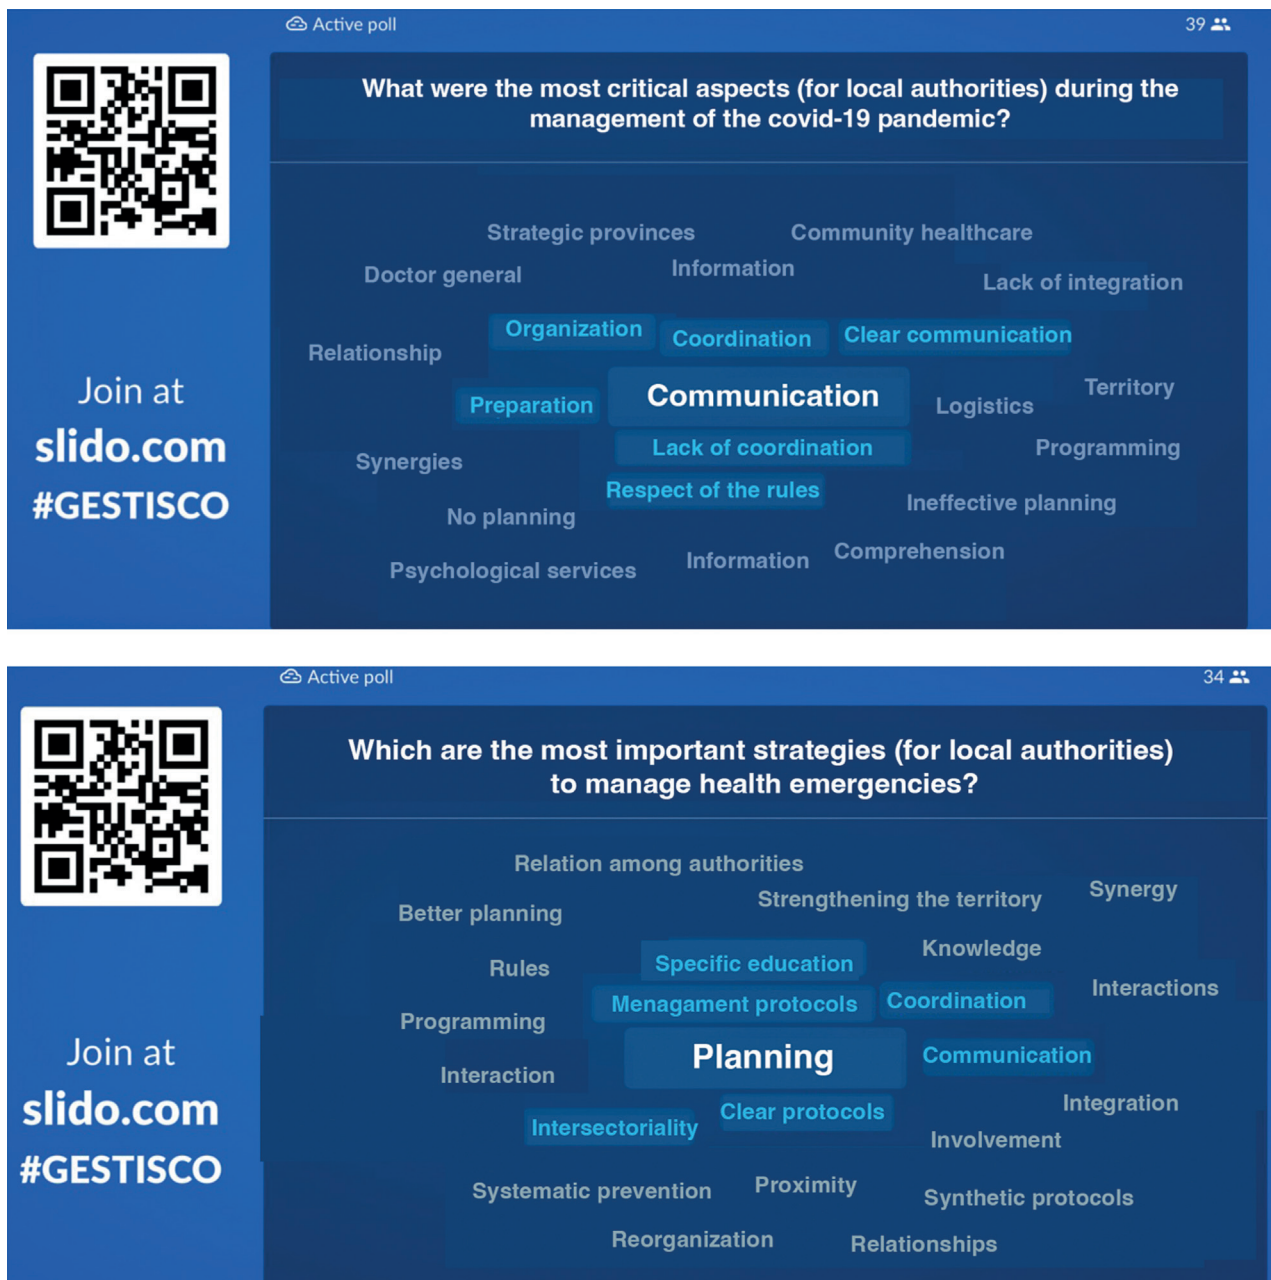 Active poll
39
What were the most critical aspects (for local authorities) during the
management of the covid-19 pandemic?
Strategic provinces
Community healthcare
Doctor general
Information
Lack of integration
Organization
Coordination
Clear communication
Relationship
Preparation
Communication
Logistics
Territory
Lack of coordination
Programming
Synergies
Respect of the rules
No planning
Ineffective planning
Psychological services
Information
Comprehension
Join at
slido.com
#GESTISCO
Active poll
34
Which are the most important strategies (for local authorities)
to manage health emergencies?
Relation among authorities
Better planning
Strengthening the territory
Synergy
Rules
Specific education
Knowledge
Menagament protocols
Coordination
Interactions
Programming
Planning
Communication
Interaction
Intersectoriality
Clear protocols
Integration
Involvement
Systematic prevention
Proximity
Synthetic protocols
Reorganization
Relationships
Join at
slido.com
#GESTISCO